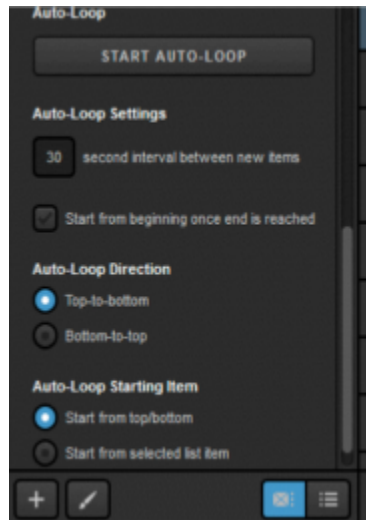 Auto-Loop
START AUTO-LOOP
Auto-Loop Settings
30 second interval between new items
Start from beginning once end is reached
Auto-Loop Direction
Top-to-bottom
Bottom-to-top
Auto-Loop Starting Item
Start from top/bottom
Start from selected list item